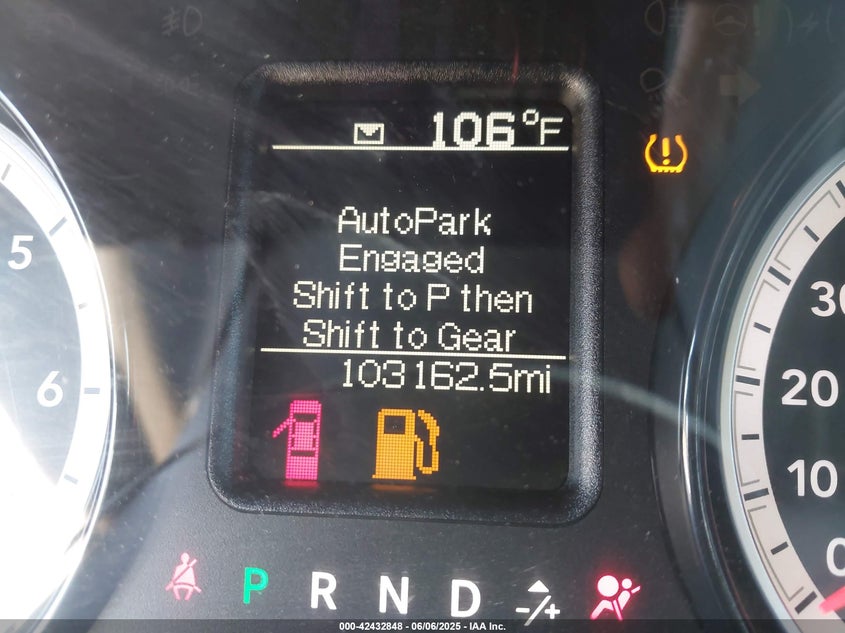 106°F
AutoPark
Engaged
Shift to P then
Shift to Gear
103162.5mi
5
6
30
20
10
0
P R N D -/+
000-42432848 - 06/06/2025 - IAA Inc.